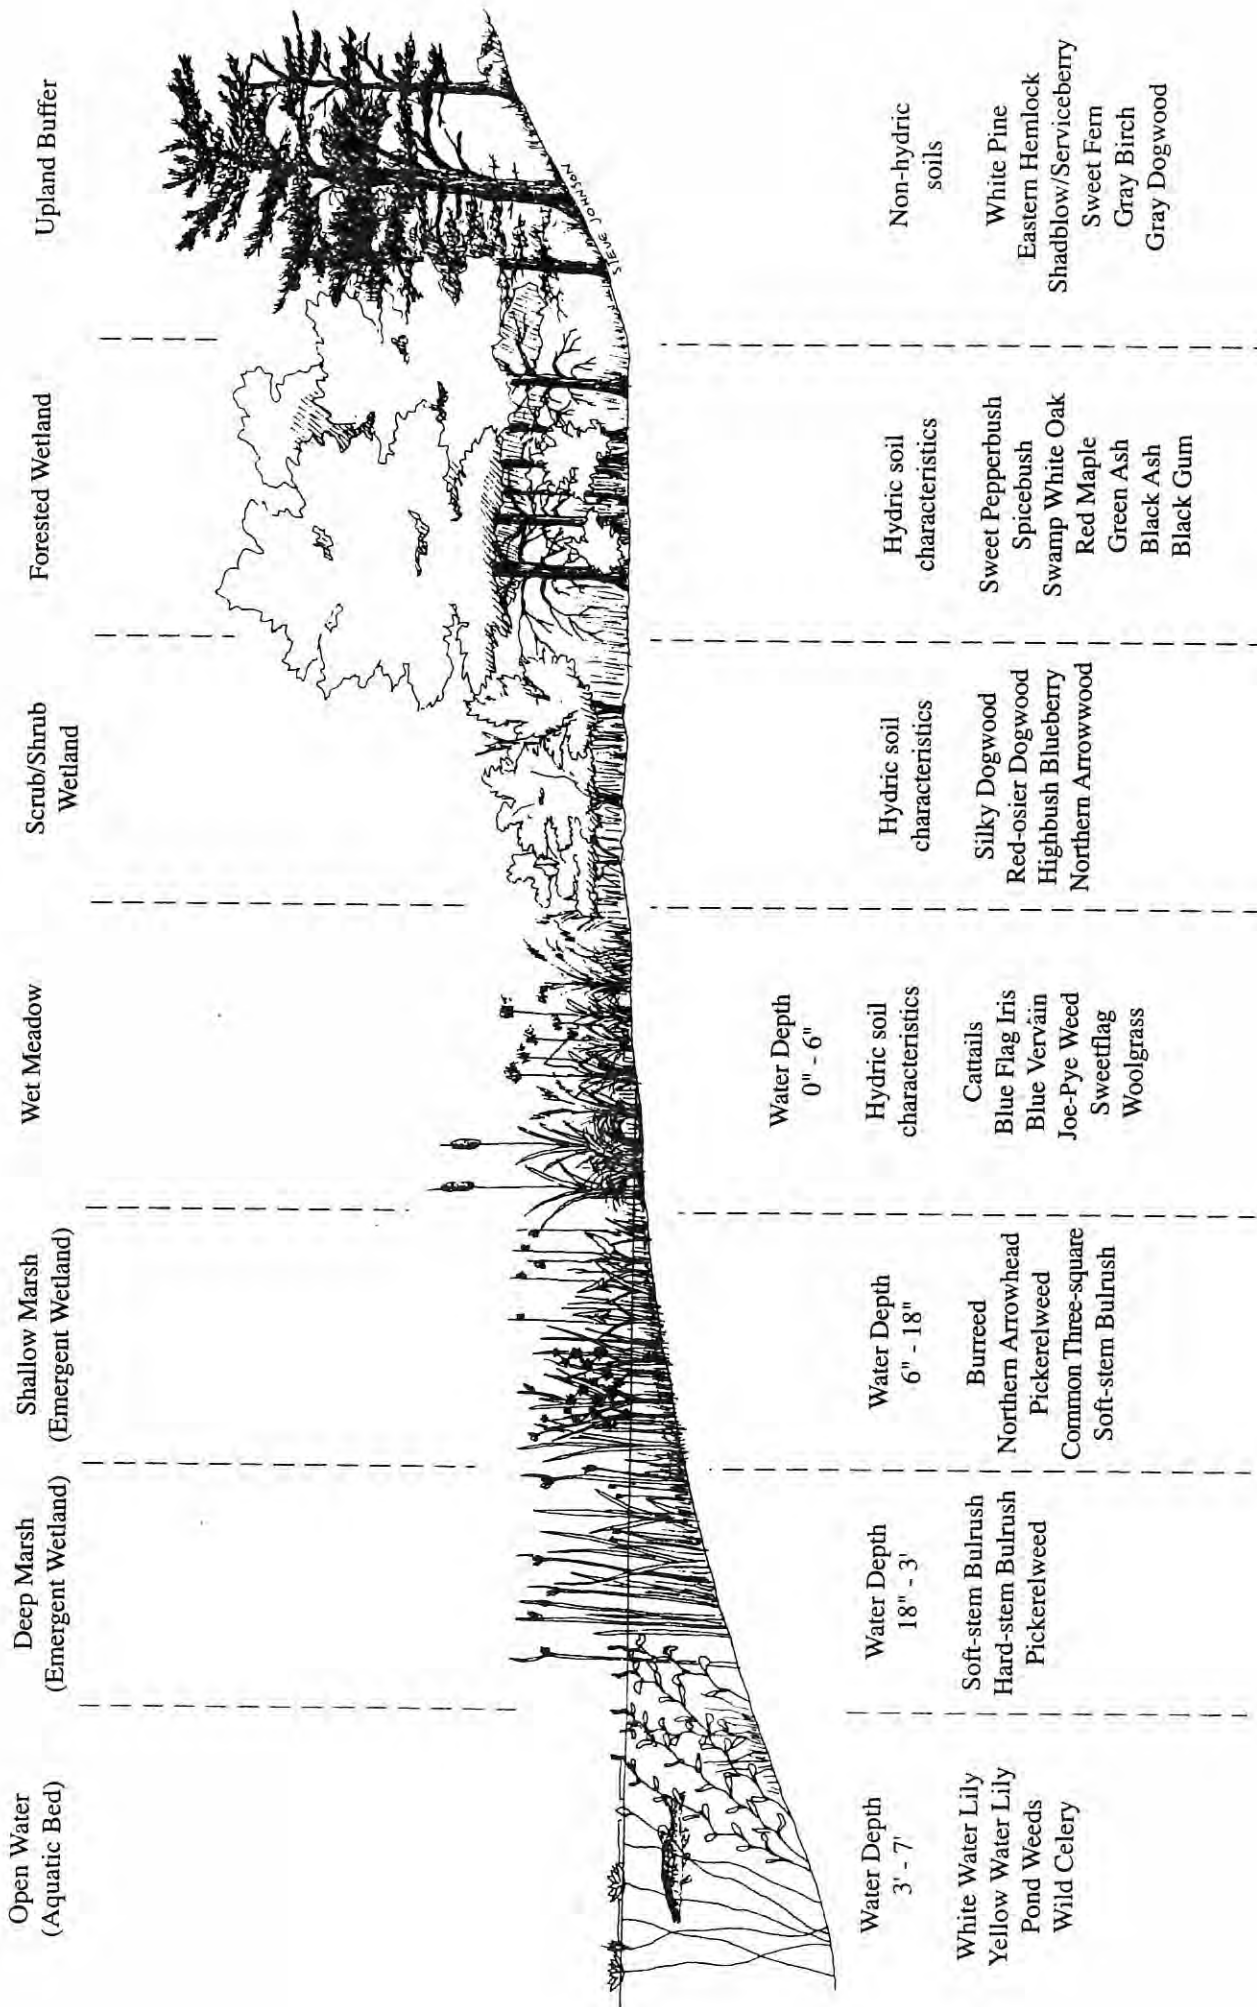 Open Water
(Aquatic Bed)
Deep Marsh
(Emergent Wetland)
Shallow Marsh
(Emergent Wetland)
Wet Meadow
Scrub/Shrub
Wetland
Forested Wetland
Upland Buffer
STEVE JOHNSON
Water Depth
3' - 7'
White Water Lily
Yellow Water Lily
Pond Weeds
Wild Celery
Water Depth
18" - 3'
Soft-stem Bulrush
Hard-stem Bulrush
Pickerelweed
Water Depth
6" - 18"
Burreed
Northern Arrowhead
Pickerelweed
Common Three-square
Soft-stem Bulrush
Water Depth
0" - 6"
Hydric soil
characteristics
Cattails
Blue Flag Iris
Blue Vervain
Joe-Pye Weed
Sweetflag
Woolgrass
Hydric soil
characteristics
Silky Dogwood
Red-osier Dogwood
Highbush Blueberry
Northern Arrowwood
Hydric soil
characteristics
Sweet Pepperbush
Spicebush
Swamp White Oak
Red Maple
Green Ash
Black Ash
Black Gum
Non-hydric
soils
White Pine
Eastern Hemlock
Shadblow/Serviceberry
Sweet Fern
Gray Birch
Gray Dogwood